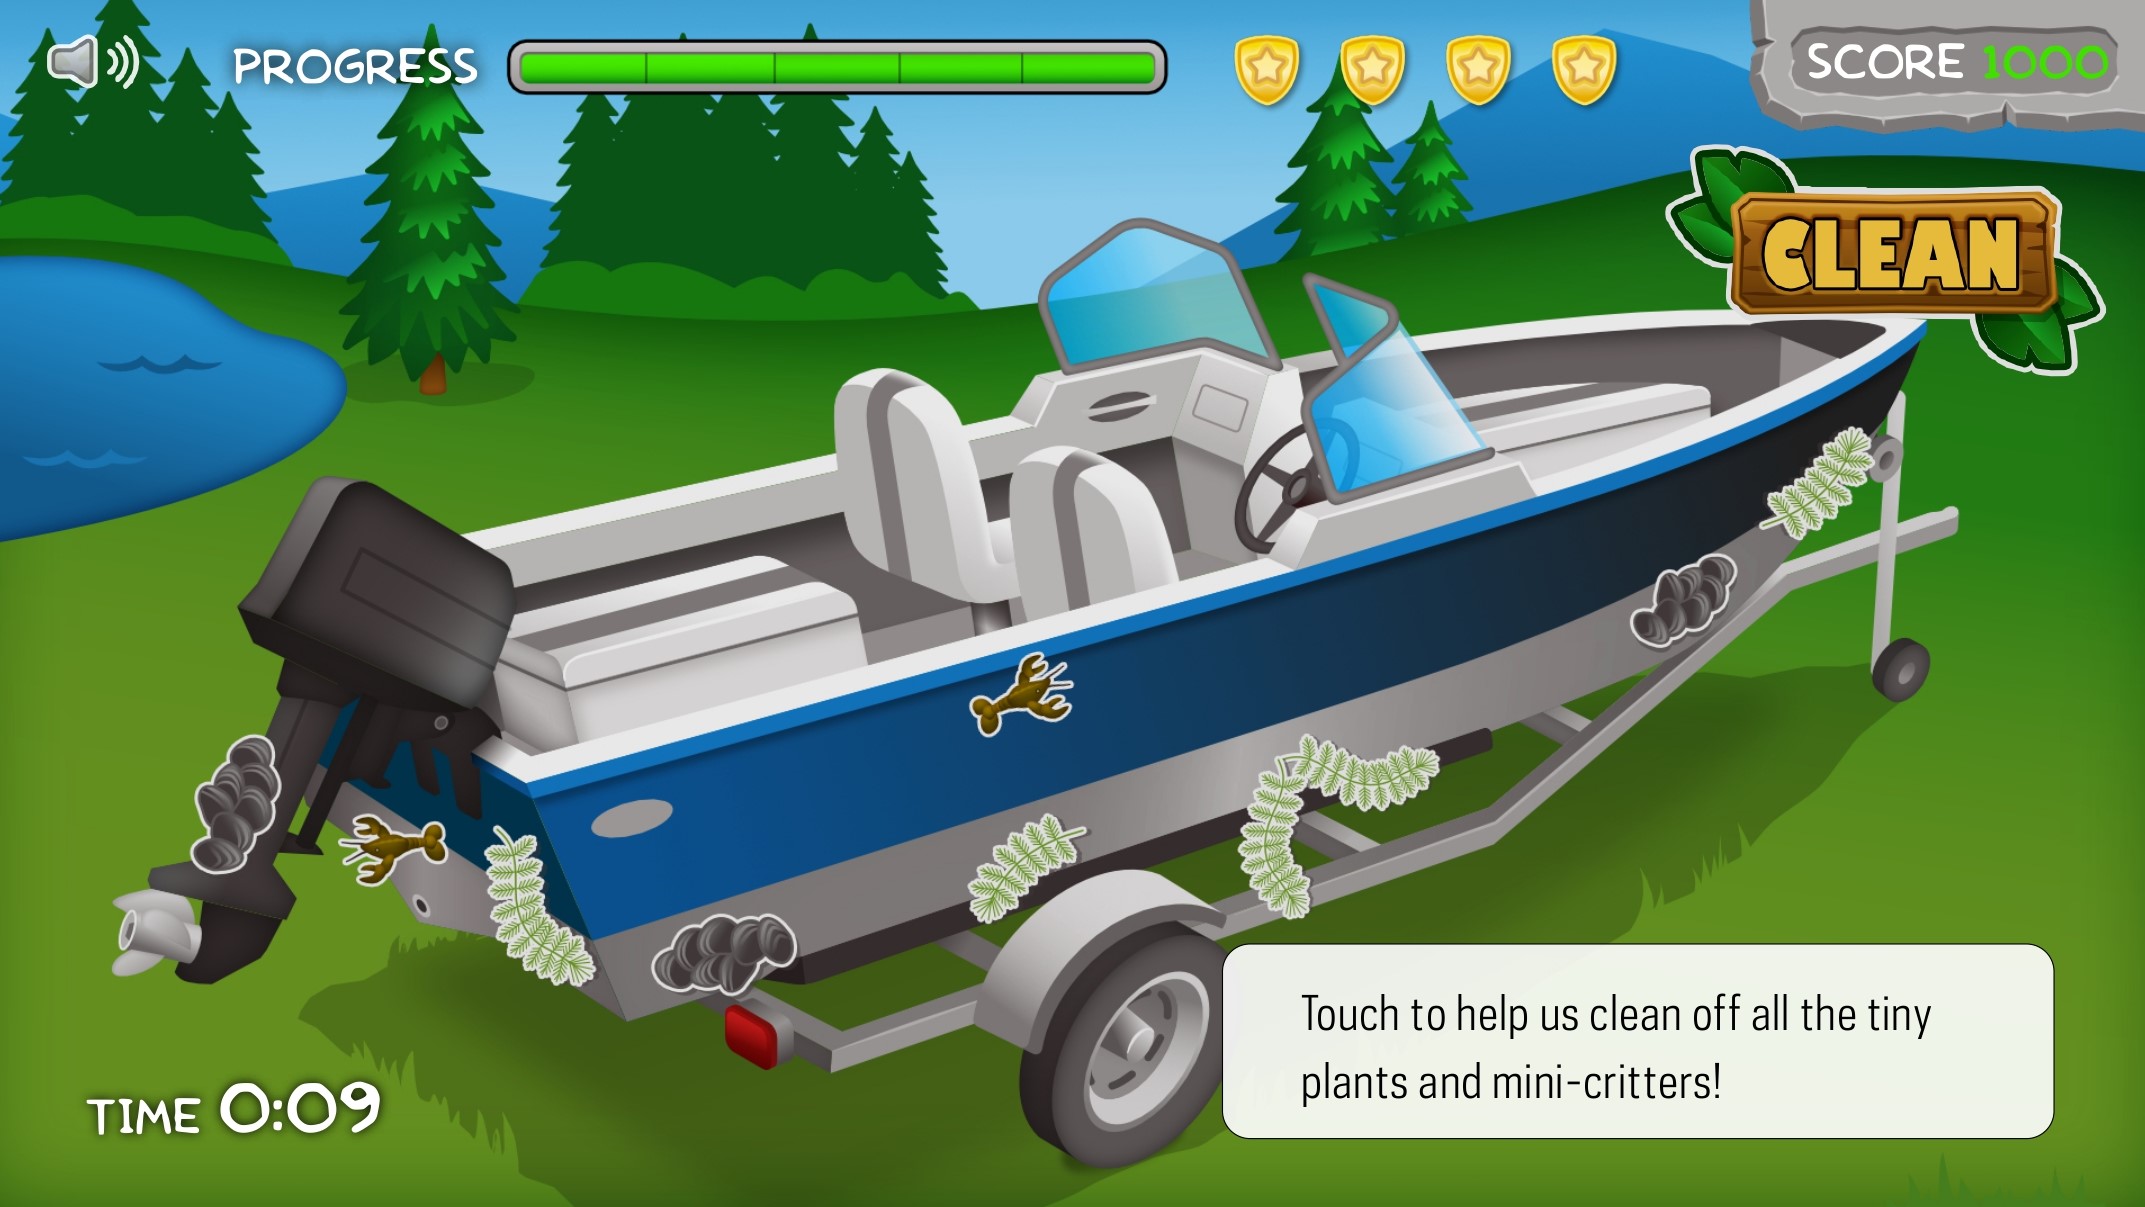 PROGRESS
SCORE 1000
CLEAN
Touch to help us clean off all the tiny
plants and mini-critters!
TIME 0:09